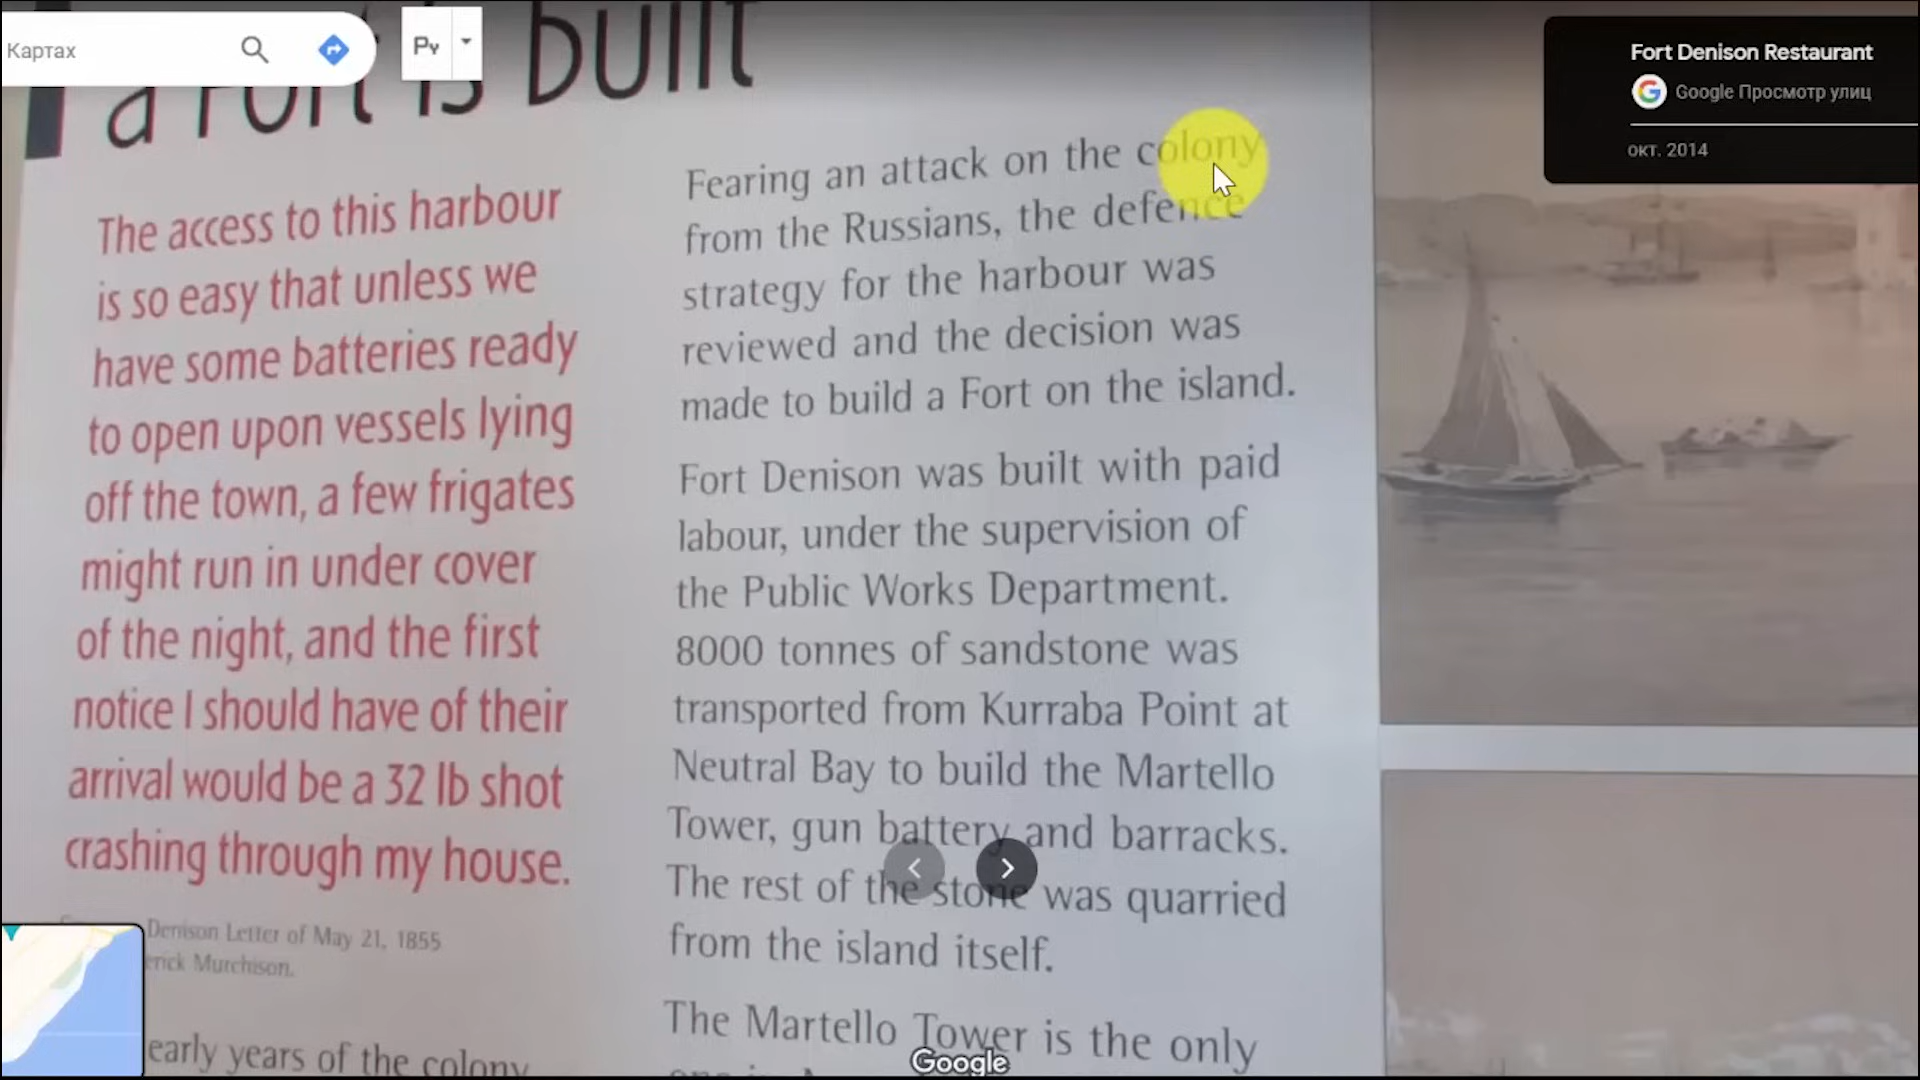 Картах
Ру
a Fort is built
Fort Denison Restaurant
Google Просмотр улиц
окт. 2014
The access to this harbour
is so easy that unless we
have some batteries ready
to open upon vessels lying
off the town, a few frigates
might run in under cover
of the night, and the first
notice I should have of their
arrival would be a 32 lb shot
crashing through my house.
Denison Letter of May 21, 1855
Murchison.
early years of the colony
Fearing an attack on the colony
from the Russians, the defence
strategy for the harbour was
reviewed and the decision was
made to build a Fort on the island.
Fort Denison was built with paid
labour, under the supervision of
the Public Works Department.
8000 tonnes of sandstone was
transported from Kurraba Point at
Neutral Bay to build the Martello
Tower, gun battery and barracks.
The rest of the stone was quarried
from the island itself.
The Martello Tower is the only
Google